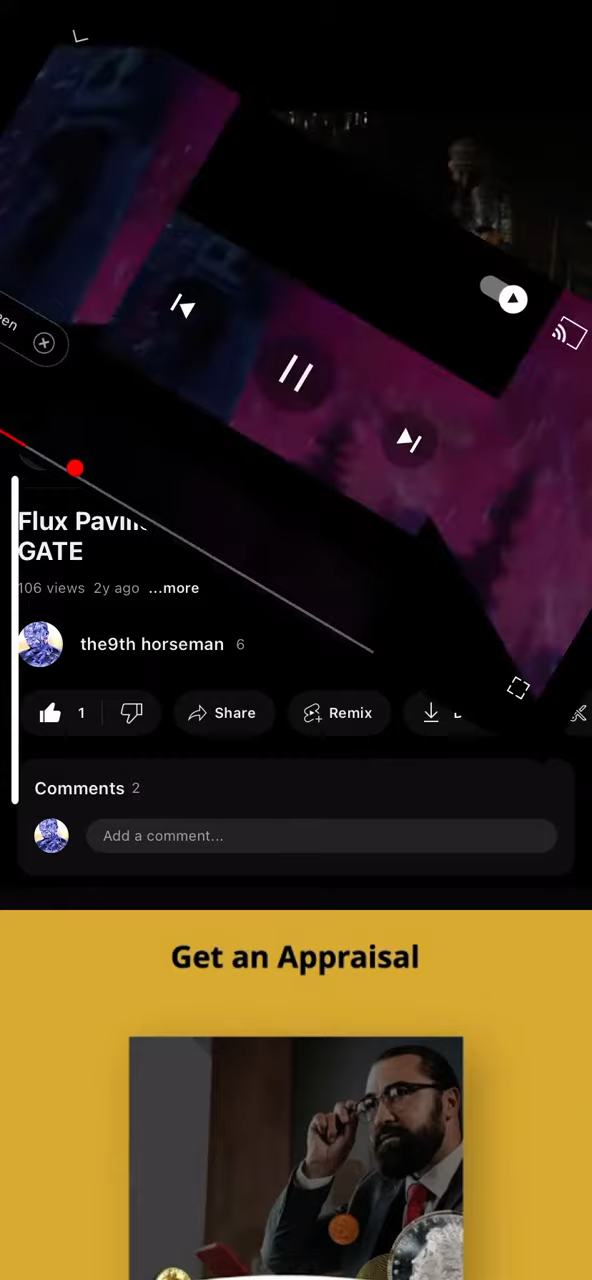 Flux
GATE
106 views 2y ago ...more
the9th horseman 6
1 Share Remix
Comments 2
Add a comment...
Get an Appraisal